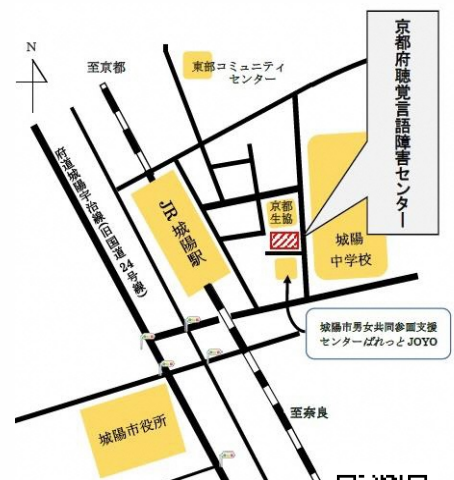 N
至京都
東部コミュニティ
センター
京都府聴覚言語障害センター
府道城陽宇治線(旧国道24号線)
JR城陽駅
京都
生協
城陽
中学校
城陽市男女共同参画支援
センターぱれっとJOYO
至奈良
城陽市役所